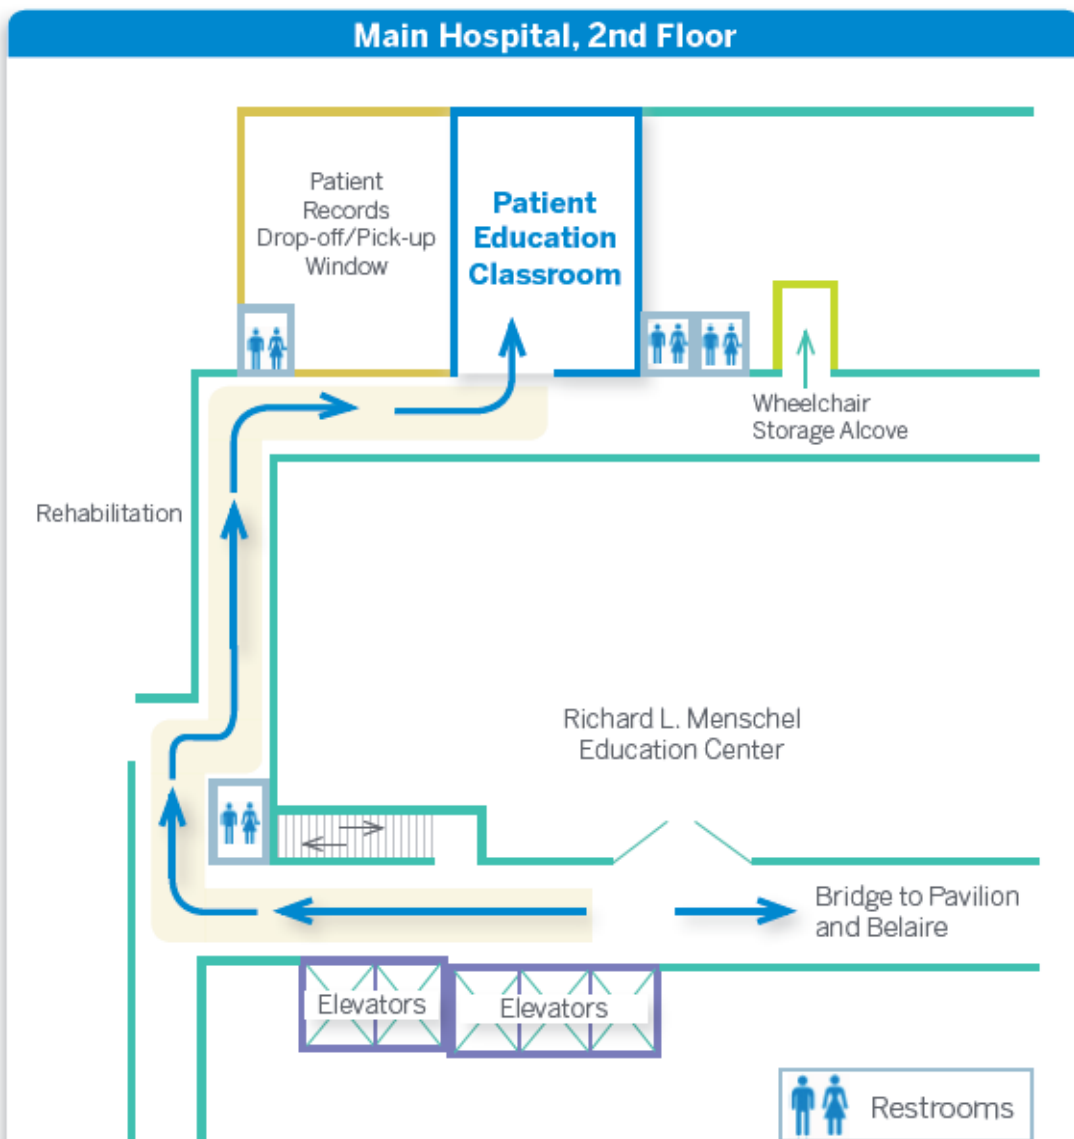 Main Hospital, 2nd Floor
Patient
Records
Drop-off/Pick-up
Window
Patient
Education
Classroom
Wheelchair
Storage Alcove
Rehabilitation
Richard L. Menschel
Education Center
Bridge to Pavilion
and Belaire
Elevators
Elevators
Restrooms